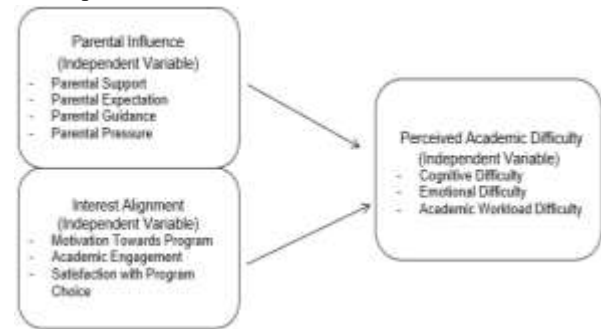 Parental Influence
(Independent Variable)
- Parental Support
- Parental Expectation
- Parental Guidance
- Parental Pressure
Interest Alignment
(Independent Variable)
- Motivation Towards Program
- Academic Engagement
- Satisfaction with Program
Choice
Perceived Academic Difficulty
(Independent Variable)
- Cognitive Difficulty
- Emotional Difficulty
- Academic Workload Difficulty